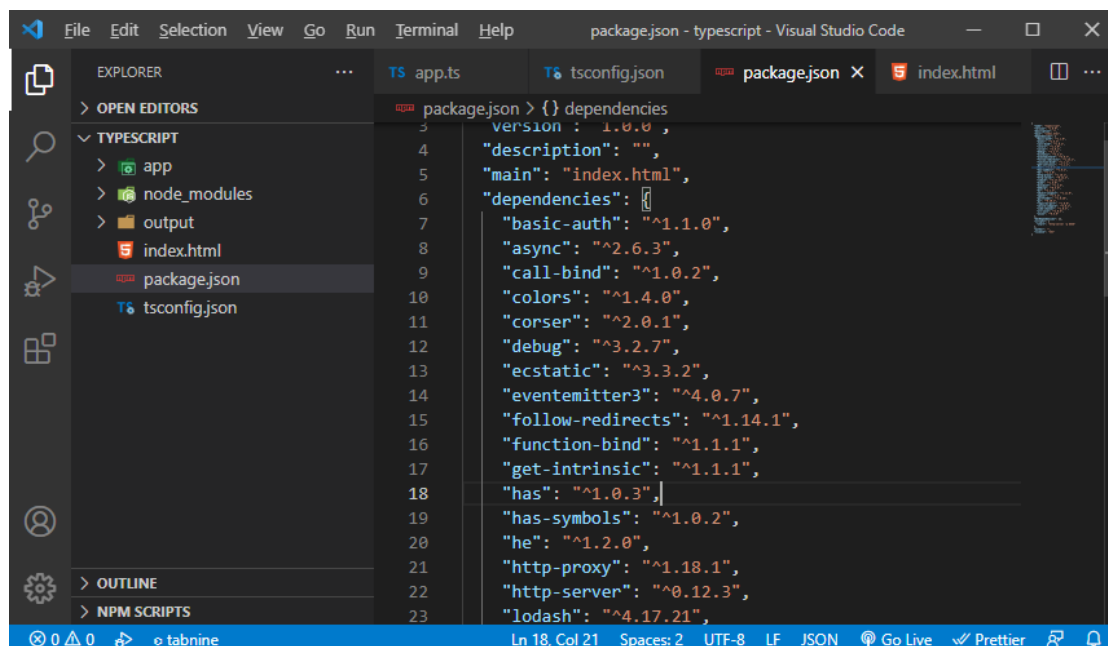 File Edit Selection View Go Run Terminal Help package.json - typescript - Visual Studio Code
EXPLORER
OPEN EDITORS
TYPESCRIPT
app
node_modules
output
index.html
package.json
tsconfig.json
OUTLINE
NPM SCRIPTS
TS app.ts tsconfig.json package.json index.html
package.json > {} dependencies
3 "version": "1.0.0",
4 "description": "",
5 "main": "index.html",
6 "dependencies": {
7 "basic-auth": "^1.1.0",
8 "async": "^2.6.3",
9 "call-bind": "^1.0.2",
10 "colors": "^1.4.0",
11 "corser": "^2.0.1",
12 "debug": "^3.2.7",
13 "ecstatic": "^3.3.2",
14 "eventemitter3": "^4.0.7",
15 "follow-redirects": "^1.14.1",
16 "function-bind": "^1.1.1",
17 "get-intrinsic": "^1.1.1",
18 "has": "^1.0.3",
19 "has-symbols": "^1.0.2",
20 "he": "^1.2.0",
21 "http-proxy": "^1.18.1",
22 "http-server": "^0.12.3",
23 "lodash": "^4.17.21",
0 0 tabnine Ln 18, Col 21 Spaces: 2 UTF-8 LF JSON Go Live Prettier